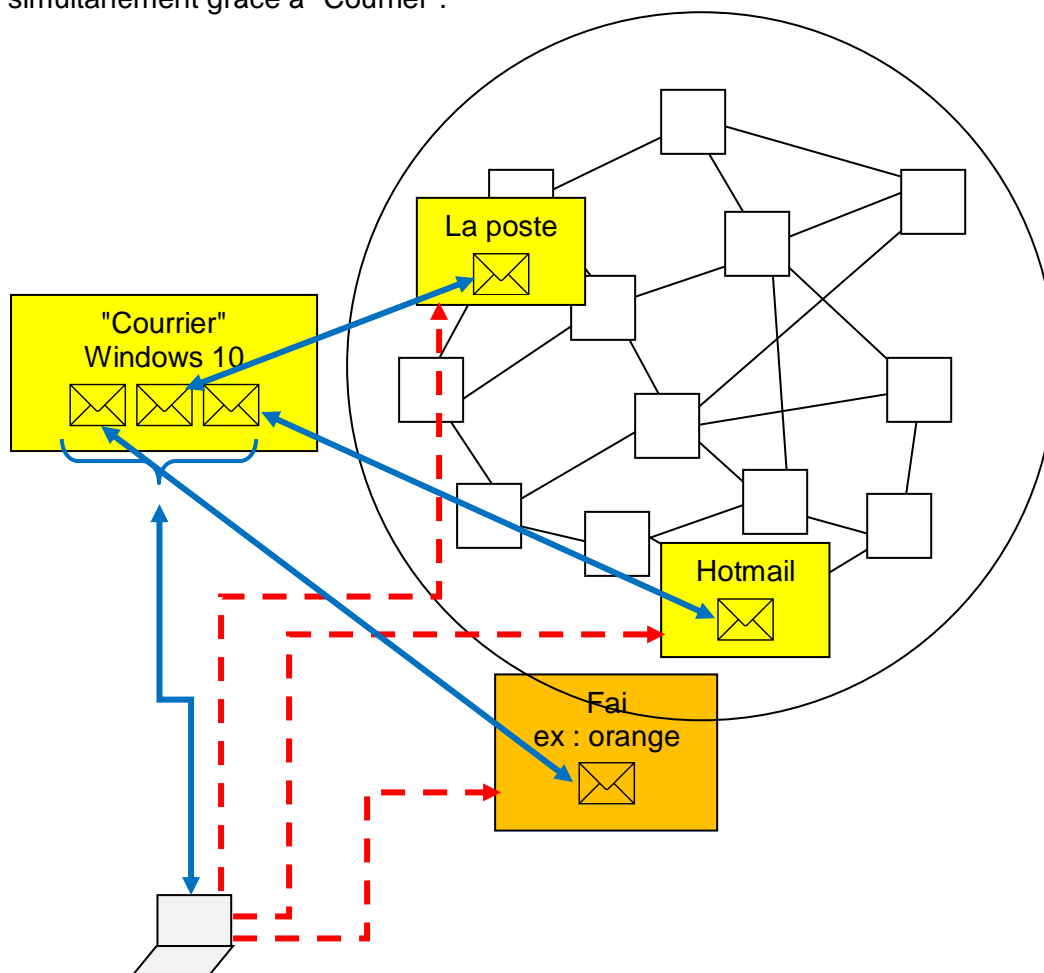 simultanément grâce à "Courrier".
La poste
"Courrier"
Windows 10
Hotmail
Fai
ex : orange